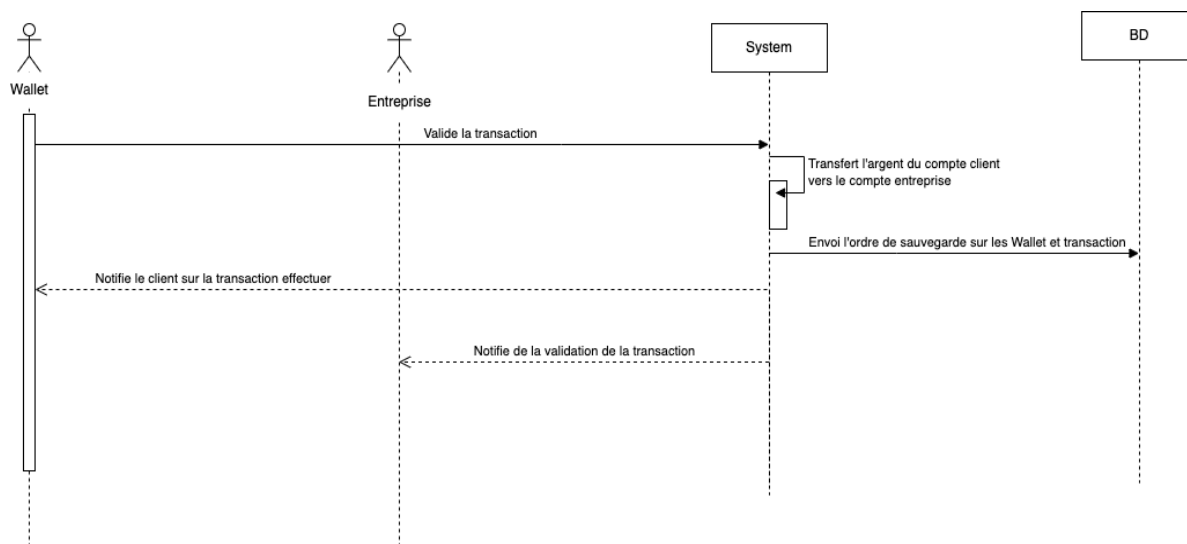 System
BD
Wallet
Entreprise
Valide la transaction
Transfert l'argent du compte client
vers le compte entreprise
Envoi l'ordre de sauvegarde sur les Wallet et transaction
Notifie le client sur la transaction effectuer
Notifie de la validation de la transaction